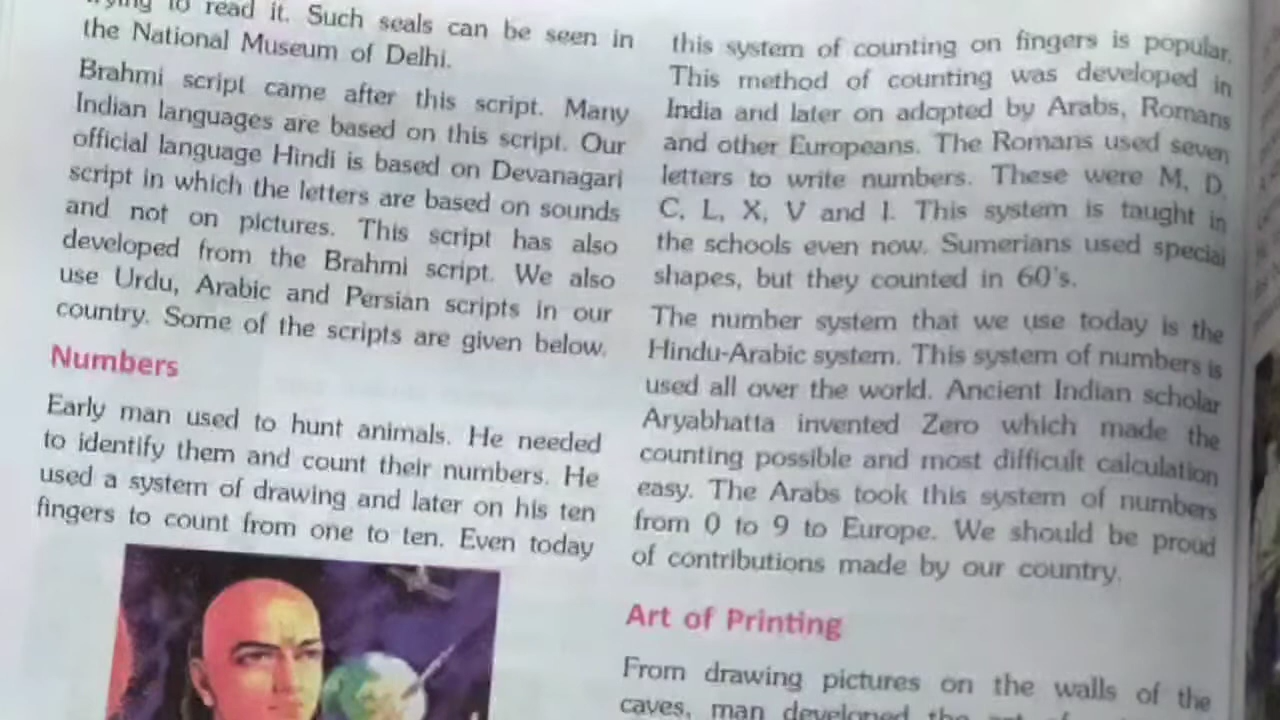 trying to read it. Such seals can be seen in
the National Museum of Delhi.
Brahmi script came after this script. Many
Indian languages are based on this script. Our
official language Hindi is based on Devanagari
script in which the letters are based on sounds
and not on pictures. This script has also
developed from the Brahmi script. We also
use Urdu, Arabic and Persian scripts in our
country. Some of the scripts are given below.
Numbers
Early man used to hunt animals. He needed
to identify them and count their numbers. He
used a system of drawing and later on his ten
fingers to count from one to ten. Even today
this system of counting on fingers is popular.
This method of counting was developed in
India and later on adopted by Arabs, Romans
and other Europeans. The Romans used seven
letters to write numbers. These were M, D,
C, L, X, V and I. This system is taught in
the schools even now. Sumerians used special
shapes, but they counted in 60's.
The number system that we use today is the
Hindu-Arabic system. This system of numbers is
used all over the world. Ancient Indian scholar
Aryabhatta invented Zero which made the
counting possible and most difficult calculation
easy. The Arabs took this system of numbers
from 0 to 9 to Europe. We should be proud
of contributions made by our country.
Art of Printing
From drawing pictures on the walls of the
caves, man developed the art of